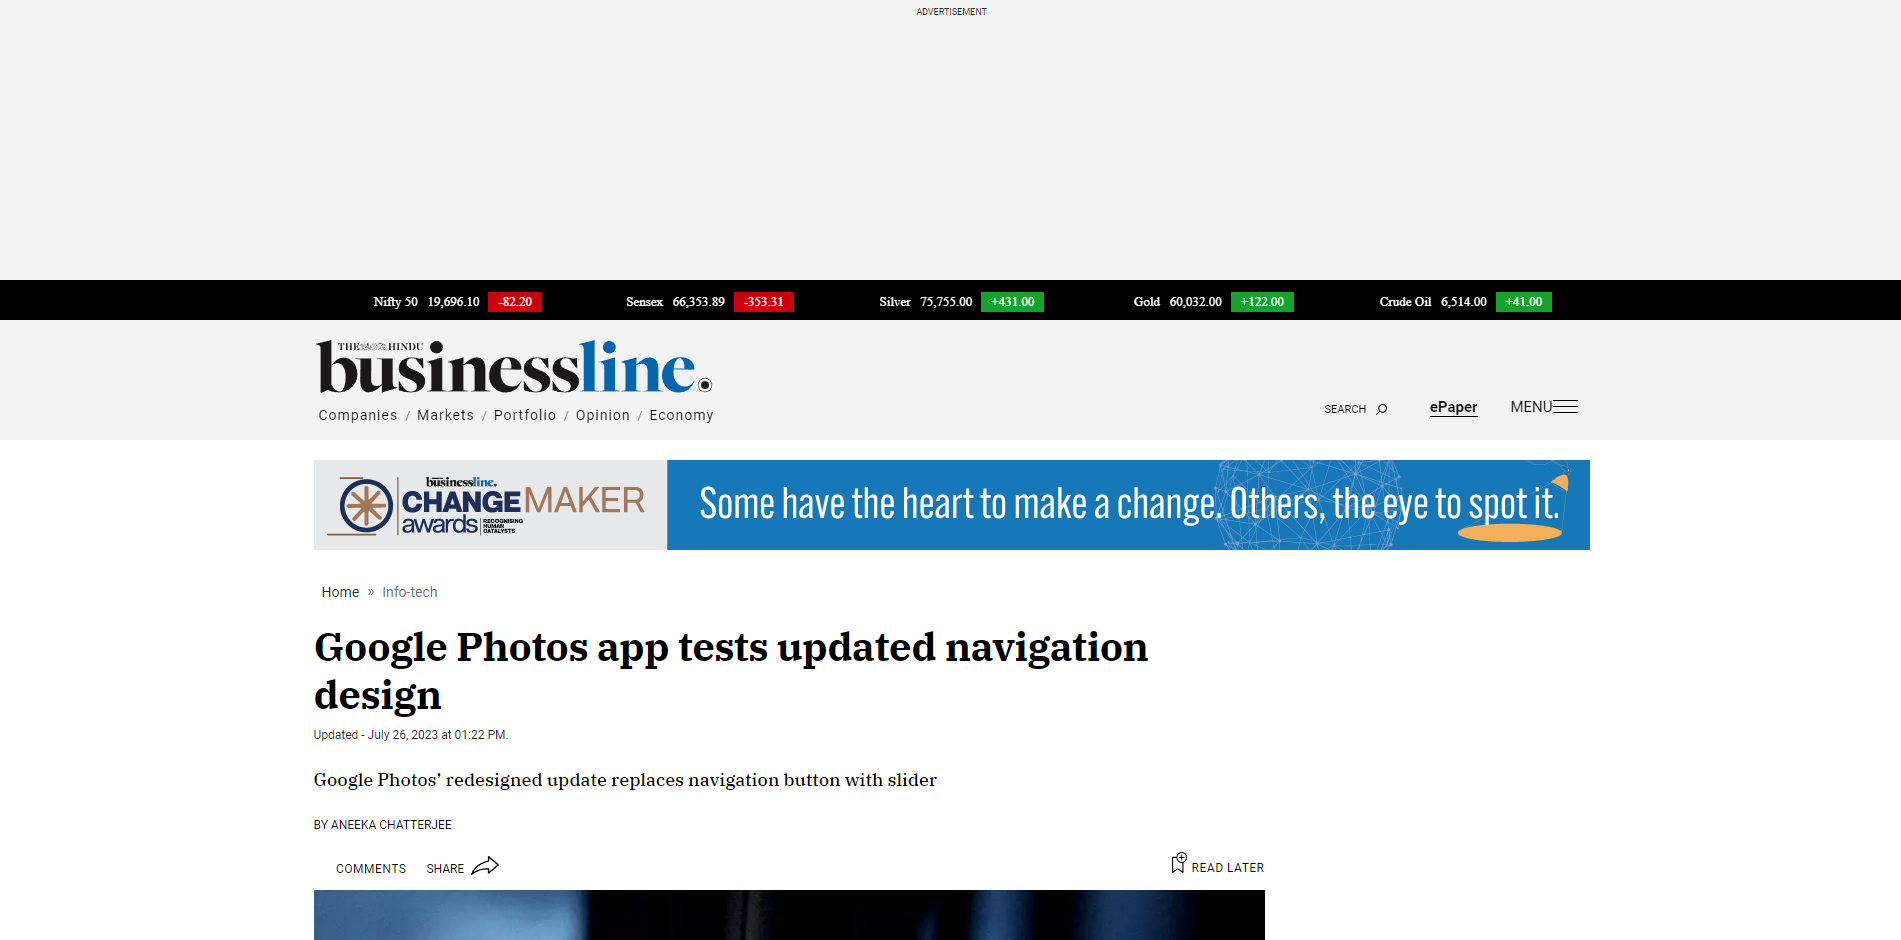 ADVERTISEMENT
Nifty 50 19,696.10 -82.20 Sensex 66,353.89 -353.31 Silver 75,755.00 +431.00 Gold 60,032.00 +122.00 Crude Oil 6,514.00 +41.00
THE HINDU
businessline.
Companies / Markets / Portfolio / Opinion / Economy
SEARCH ePaper MENU
businessline.
CHANGEMAKER
awards
RECOGNISING
HUMAN
CATALYSTS
Some have the heart to make a change. Others, the eye to spot it.
Home » Info-tech
Google Photos app tests updated navigation
design
Updated - July 26, 2023 at 01:22 PM.
Google Photos’ redesigned update replaces navigation button with slider
BY ANEEKA CHATTERJEE
COMMENTS SHARE READ LATER